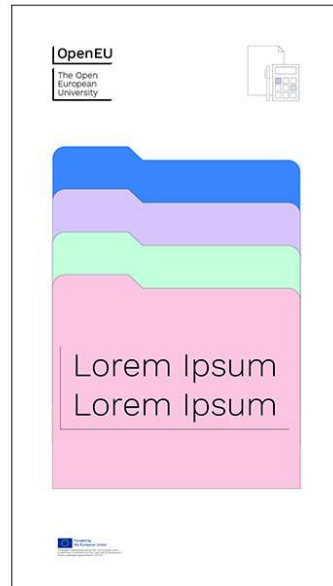 OpenEU
The Open
European
University
Lorem Ipsum
Lorem Ipsum
Funded by
the European Union